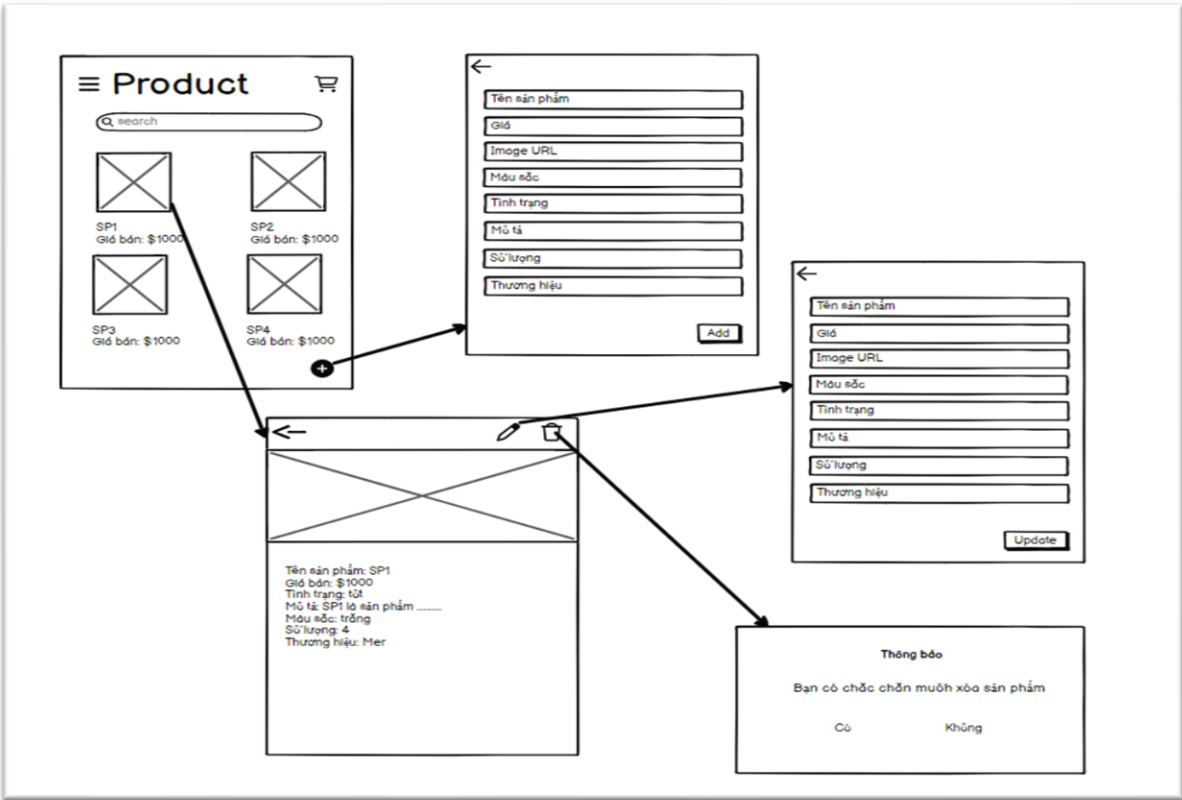 Product
search
SP1
Giá bán: $1000
SP2
Giá bán: $1000
SP3
Giá bán: $1000
SP4
Giá bán: $1000
Tên sản phẩm
Giá
Image URL
Màu sắc
Tình trạng
Mô tả
Số lượng
Thương hiệu
Add
Tên sản phẩm
Giá
Image URL
Màu sắc
Tình trạng
Mô tả
Số lượng
Thương hiệu
Update
Tên sản phẩm: SP1
Giá bán: $1000
Tình trạng: tốt
Mô tả: SP1 là sản phẩm ____
Màu sắc: trắng
Số lượng: 4
Thương hiệu: Mer
Thông báo
Bạn có chắc chắn muốn xóa sản phẩm
Có
Không